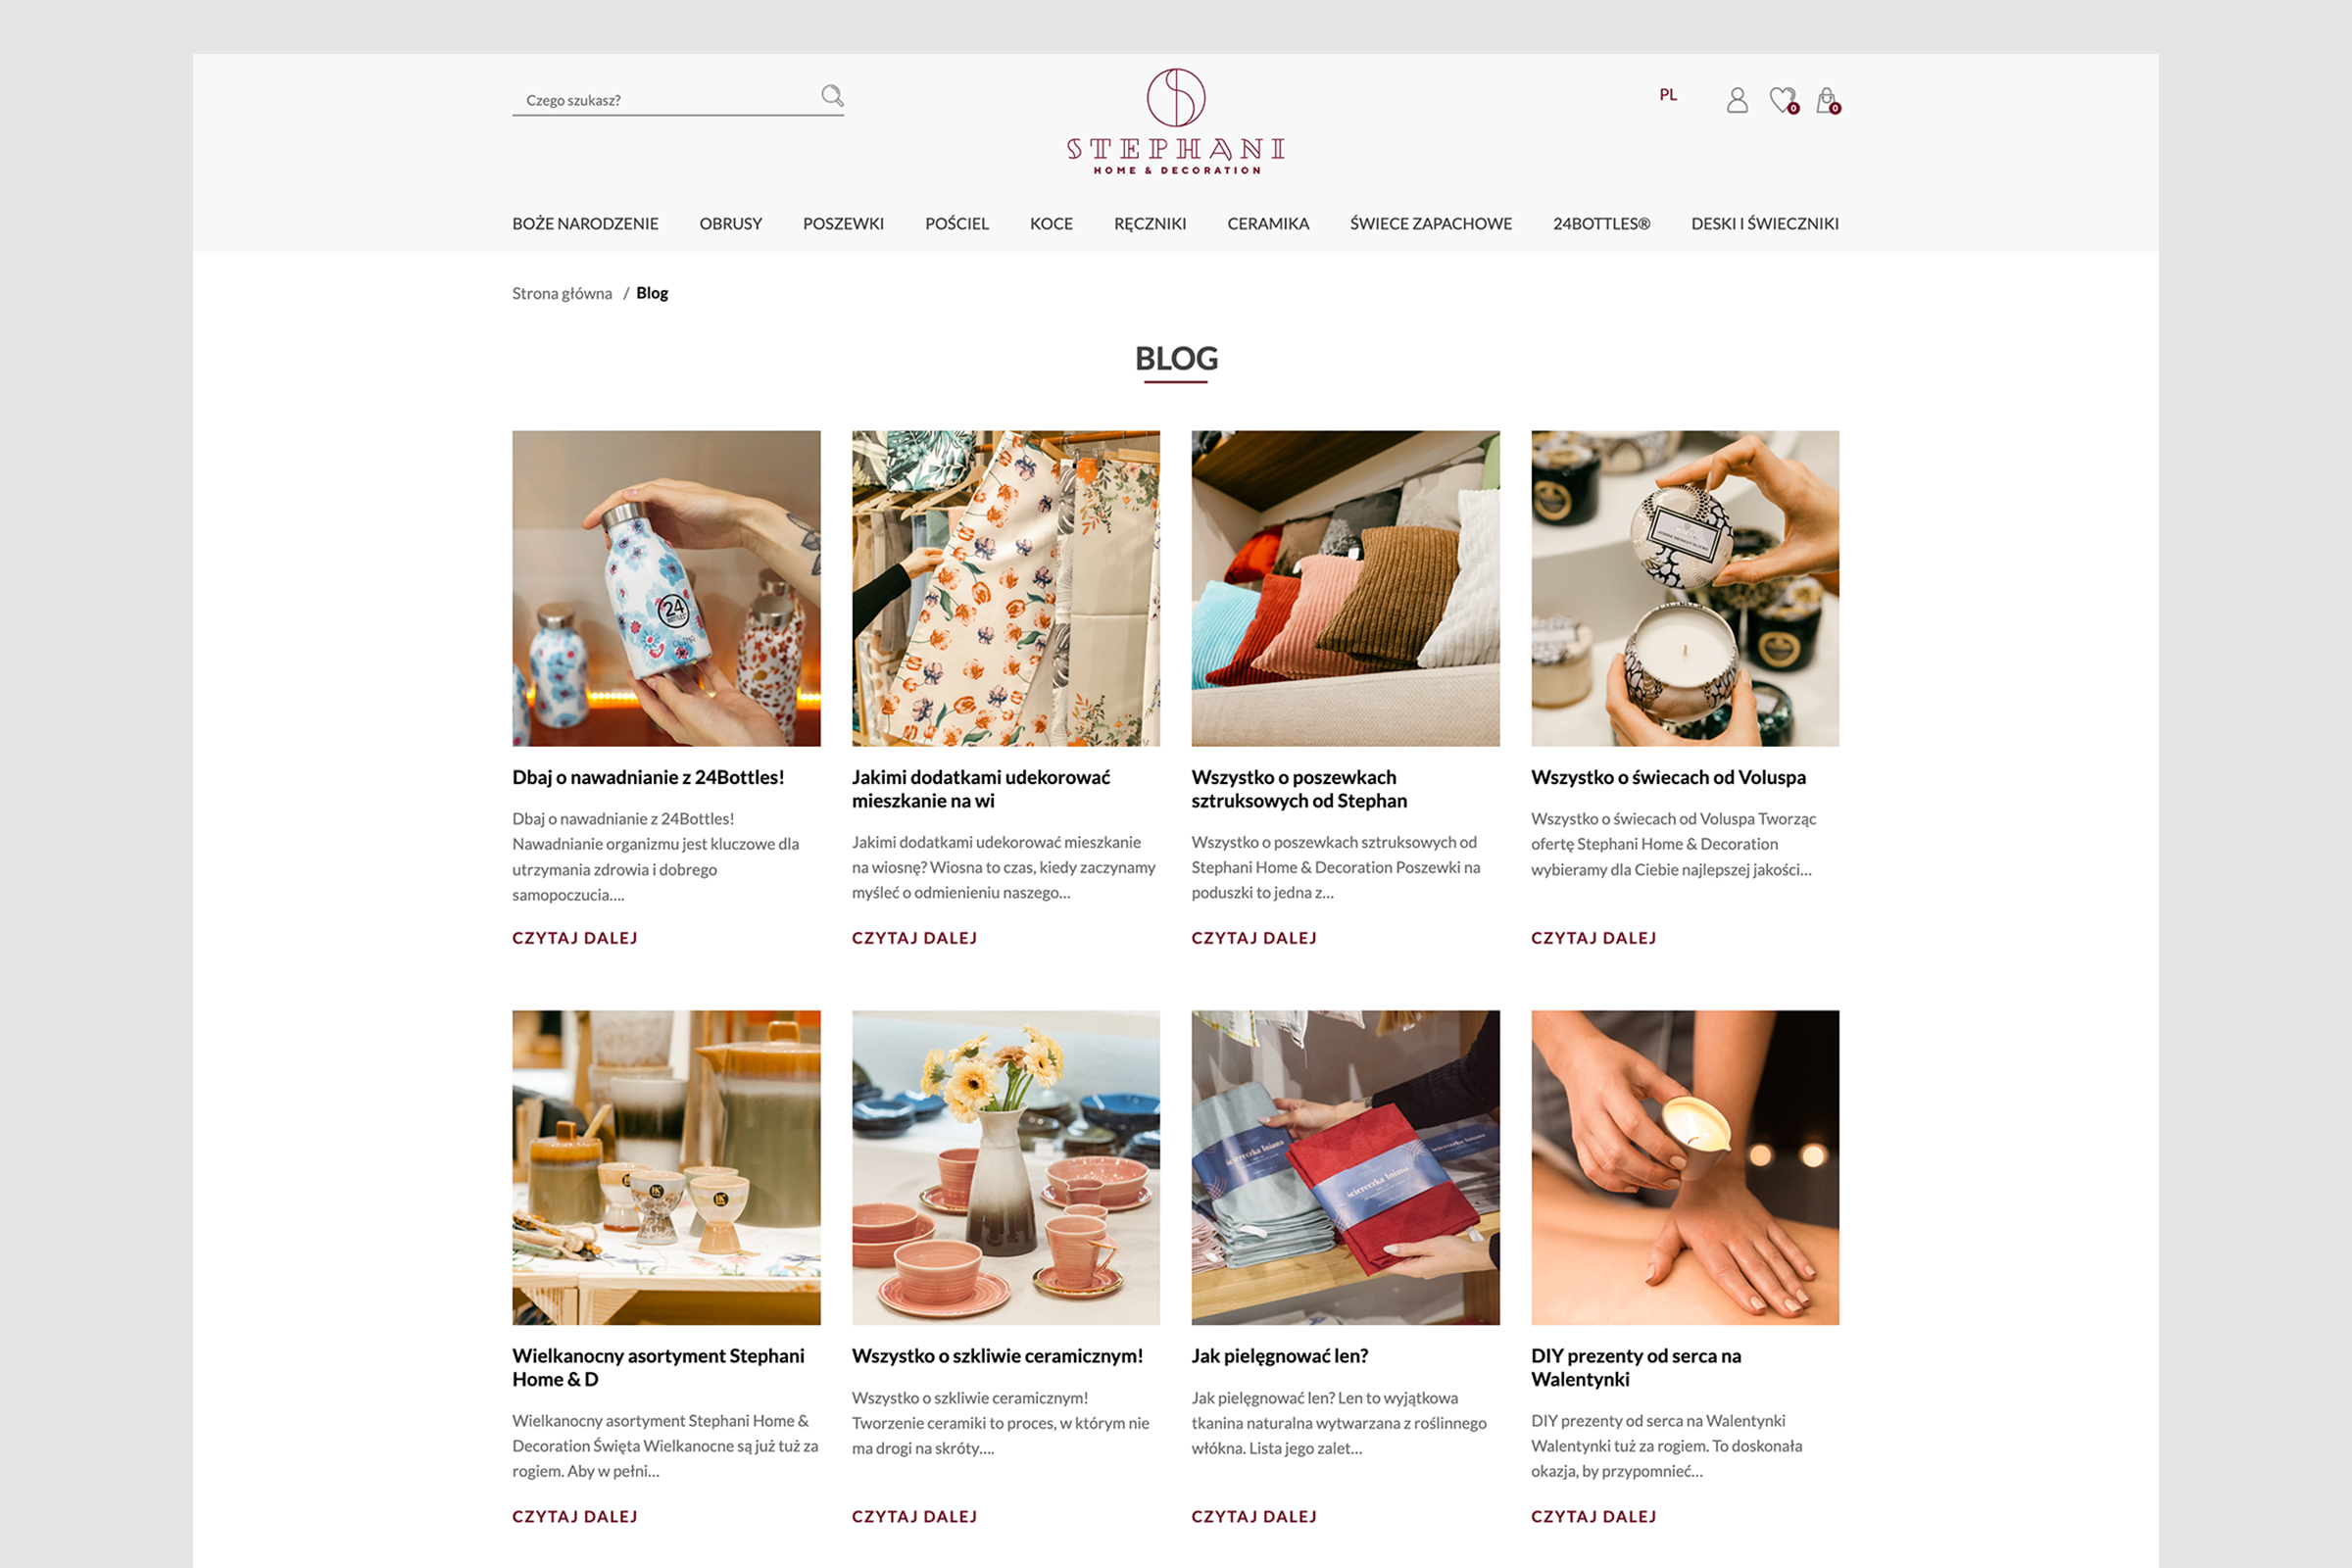 Czego szukasz?
STEPHANI
HOME & DECORATION
PL
0
0
BOŻE NARODZENIE OBRUSY POSZEWKI POŚCIEL KOCE RĘCZNIKI CERAMIKA ŚWIECE ZAPACHOWE 24BOTTLES® DESKI I ŚWIECZNIKI
Strona główna / Blog
BLOG
24
BOTTLES
CLIMA
Dbaj o nawadnianie z 24Bottles!
Dbaj o nawadnianie z 24Bottles!
Nawadnianie organizmu jest kluczowe dla
utrzymania zdrowia i dobrego
samopoczucia....
CZYTAJ DALEJ
Jakimi dodatkami udekorować
mieszkanie na wi
Jakimi dodatkami udekorować mieszkanie
na wiosnę? Wiosna to czas, kiedy zaczynamy
myśleć o odmienieniu naszego...
CZYTAJ DALEJ
Wszystko o poszewkach
sztruksowych od Stephan
Wszystko o poszewkach sztruksowych od
Stephani Home & Decoration Poszewki na
poduszki to jedna z...
CZYTAJ DALEJ
Wszystko o świecach od Voluspa
Wszystko o świecach od Voluspa Tworząc
ofertę Stephani Home & Decoration
wybieramy dla Ciebie najlepszej jakości...
CZYTAJ DALEJ
Wielkanocny asortyment Stephani
Home & D
Wielkanocny asortyment Stephani Home &
Decoration Święta Wielkanocne są już tuż za
rogiem. Aby w pełni...
CZYTAJ DALEJ
Wszystko o szkliwie ceramicznym!
Wszystko o szkliwie ceramicznym!
Tworzenie ceramiki to proces, w którym nie
ma drogi na skróty....
CZYTAJ DALEJ
ściereczka lniana
ściereczka lniana
Jak pielęgnować len?
Jak pielęgnować len? Len to wyjątkowa
tkanina naturalna wytwarzana z roślinnego
włókna. Lista jego zalet...
CZYTAJ DALEJ
DIY prezenty od serca na
Walentynki
DIY prezenty od serca na Walentynki
Walentynki tuż za rogiem. To doskonała
okazja, by przypomnieć...
CZYTAJ DALEJ